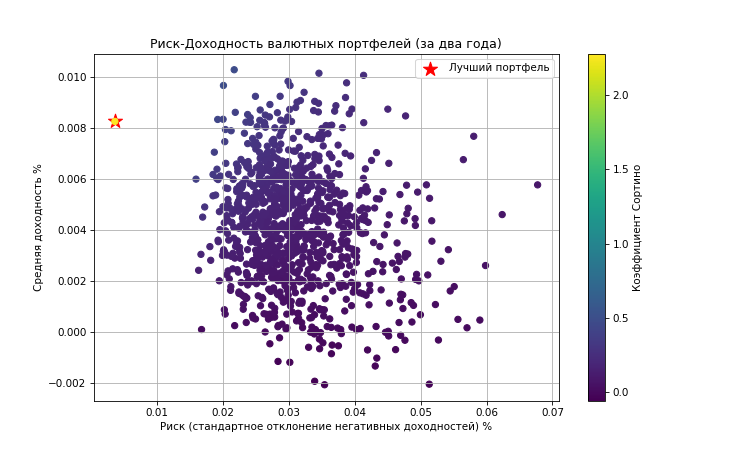 Риск-Доходность валютных портфелей (за два года)
Лучший портфель
0.010
0.008
0.006
0.004
0.002
0.000
−0.002
Средняя доходность %
0.01 0.02 0.03 0.04 0.05 0.06 0.07
Риск (стандартное отклонение негативных доходностей) %
2.0
1.5
1.0
0.5
0.0
Коэффициент Сортино